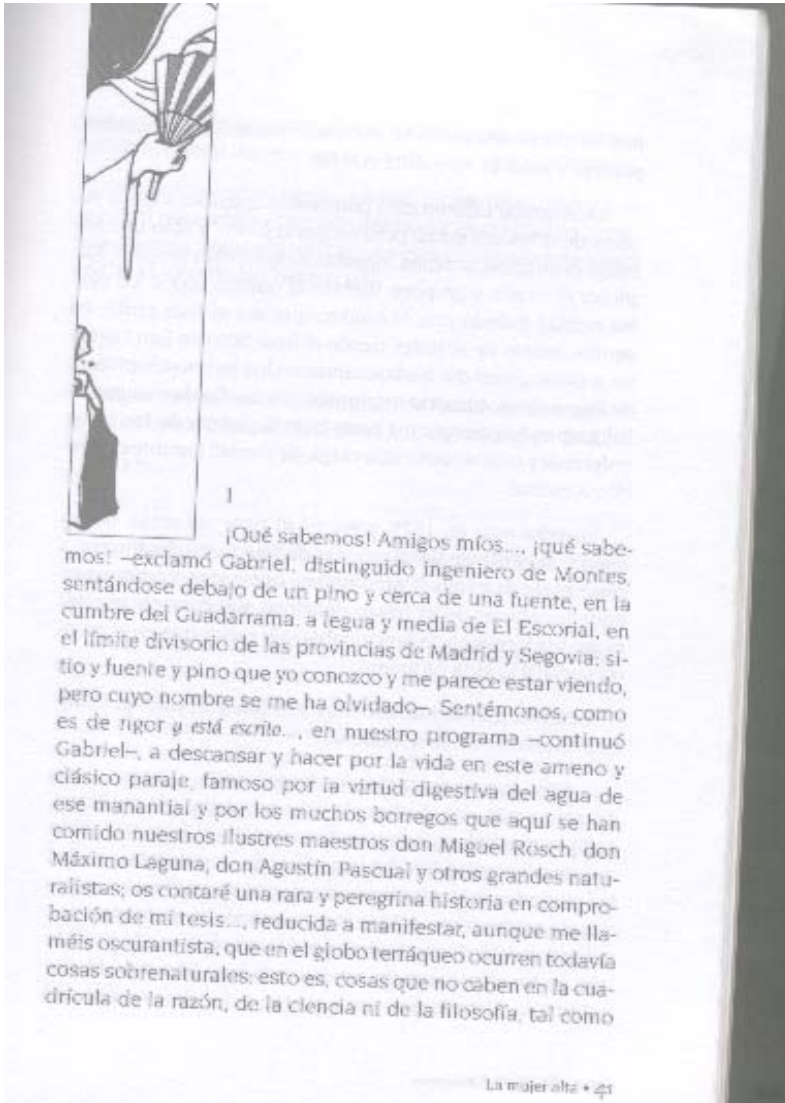 I
¡Qué sabemos! Amigos míos..., ¡qué sabe-
mos! –exclamó Gabriel, distinguido ingeniero de Montes,
sentándose debajo de un pino y cerca de una fuente, en la
cumbre del Guadarrama, a legua y media de El Escorial, en
el límite divisorio de las provincias de Madrid y Segovia; si-
tio y fuente y pino que yo conozco y me parece estar viendo,
pero cuyo nombre se me ha olvidado–. Sentémonos, como
es de rigor y está escrito..., en nuestro programa –continuó
Gabriel–, a descansar y hacer por la vida en este ameno y
clásico paraje, famoso por la virtud digestiva del agua de
ese manantial y por los muchos borregos que aquí se han
comido nuestros ilustres maestros don Miguel Rosch, don
Máximo Laguna, don Agustín Pascual y otros grandes natu-
ralistas; os contaré una rara y peregrina historia en compro-
bación de mi tesis..., reducida a manifestar, aunque me lla-
méis oscurantista, que en el globo terráqueo ocurren todavía
cosas sobrenaturales: esto es, cosas que no caben en la cua-
drícula de la razón, de la ciencia ni de la filosofía, tal como
La mujer alta • 41